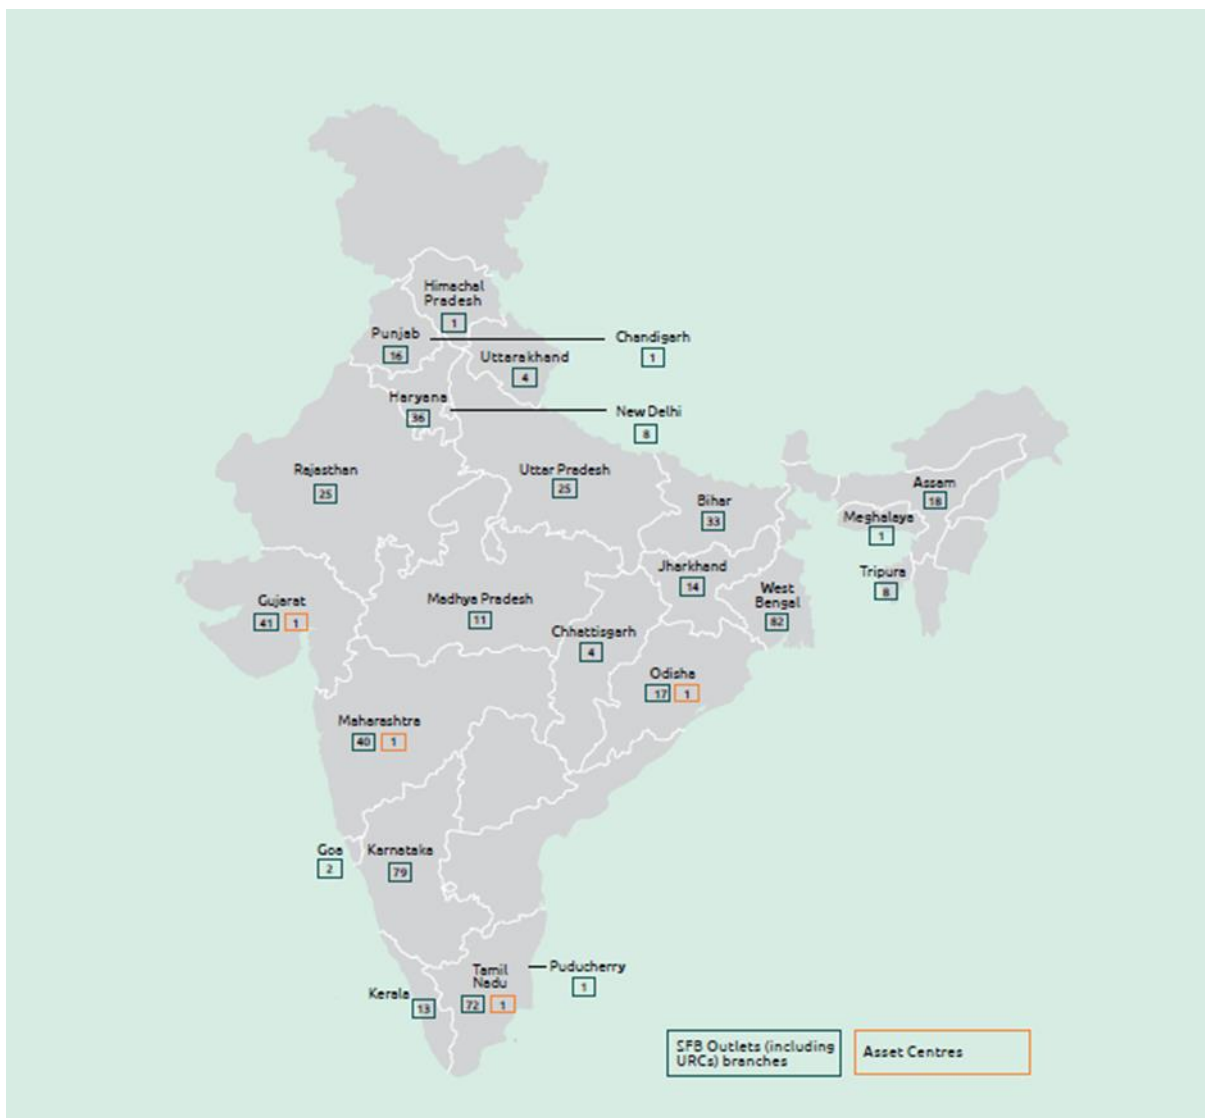 Himachal
Pradesh
1
Punjab
16
Chandigarh
1
Uttarakhand
4
Haryana
36
New Delhi
8
Rajasthan
25
Uttar Pradesh
25
Bihar
33
Assam
18
Meghalaya
1
Tripura
8
Jharkhand
14
West
Bengal
82
Gujarat
41 1
Madhya Pradesh
11
Chhattisgarh
4
Odisha
17 1
Maharashtra
40 1
Goa
2
Karnataka
79
Puducherry
1
Tamil
Nadu
72 1
Kerala
13
SFB Outlets (including
URCs) branches
Asset Centres